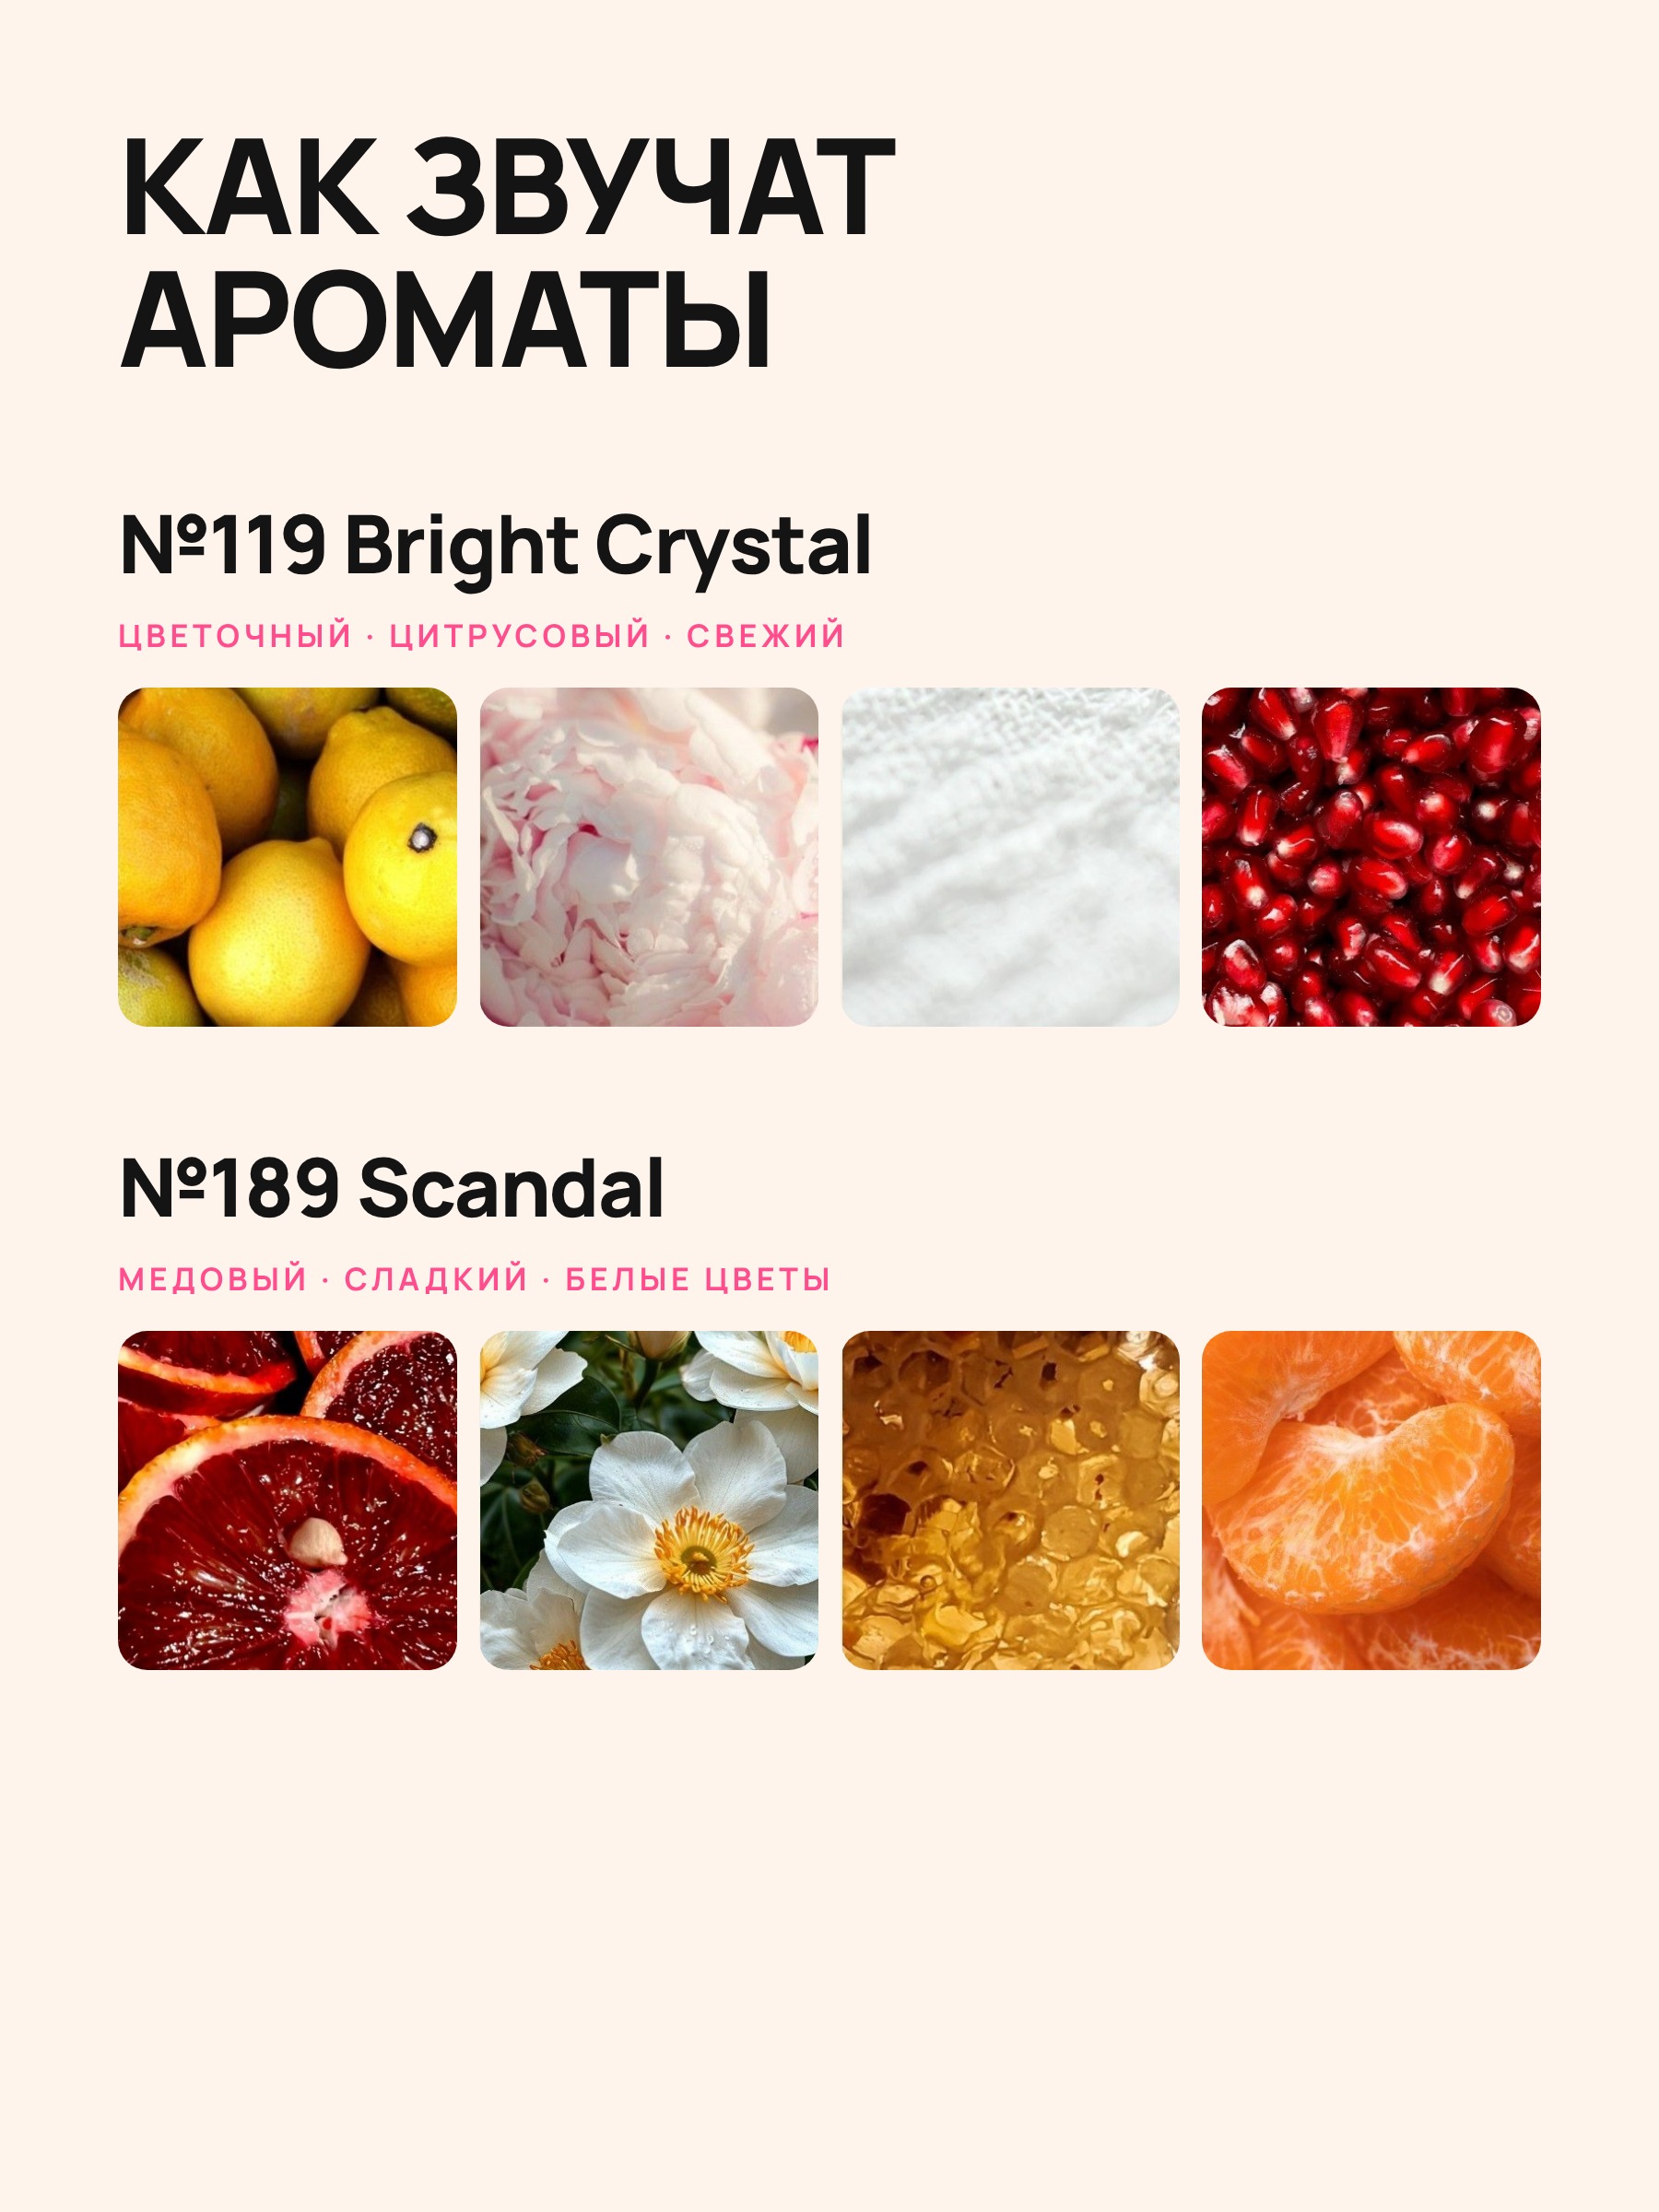 КАК ЗВУЧАТ
АРОМАТЫ
№119 Bright Crystal
ЦВЕТОЧНЫЙ · ЦИТРУСОВЫЙ · СВЕЖИЙ
№189 Scandal
МЕДОВЫЙ · СЛАДКИЙ · БЕЛЫЕ ЦВЕТЫ